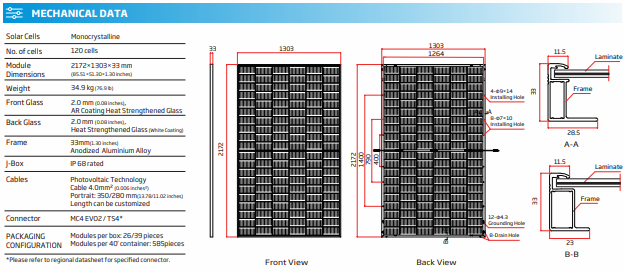 MECHANICAL DATA
Solar Cells Monocrystalline
No. of cells 120 cells
Module Dimensions 2172×1303×33 mm
(85.51×51.30×1.30 inches)
Weight 34.9 kg (76.9 lb)
Front Glass 2.0 mm (0.08 inches),
AR Coating Heat Strengthened Glass
Back Glass 2.0 mm (0.08 inches),
Heat Strengthened Glass (White Coating)
Frame 33mm(1.30 inches)
Anodized Aluminium Alloy
J-Box IP 68 rated
Cables Photovoltaic Technology
Cable 4.0mm² (0.006 inches²)
Portrait: 350/280 mm(13.78/11.02 inches)
Length can be customized
Connector MC4 EVO2 / TS4*
PACKAGING CONFIGURATION Modules per box: 26/39 pieces
Modules per 40' container: 585pieces
*Please refer to regional datasheet for specified connector.
33
1303
2172
Front View
1303
1264
2172
1400
790
400
4-φ9×14
Installing Hole
A
A
8-φ7×10
Installing Hole
12-φ4.3
Grounding Hole
8-Drain Hole
Back View
11.5
Laminate
Frame
33
28.5
A-A
11.5
Laminate
Frame
33
23
B-B